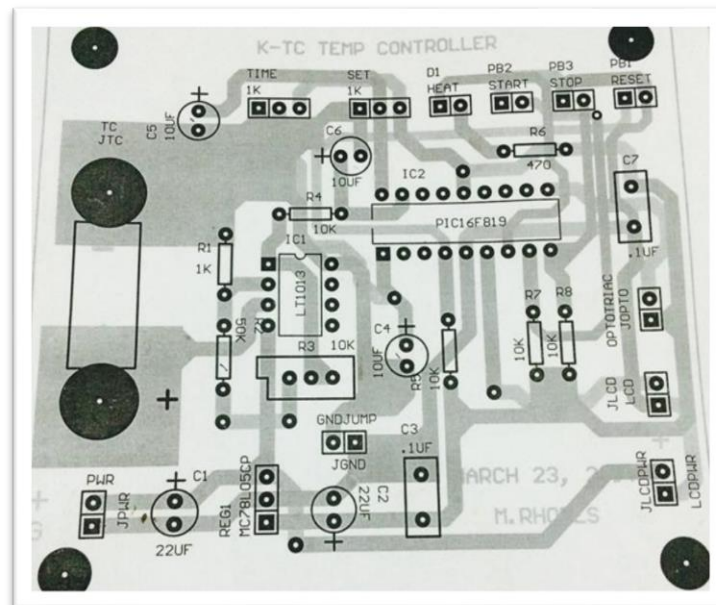 K-TC TEMP CONTROLLER
TIME
1K
SET
1K
D1
HEAT
PB2
START
PB3
STOP
PB1
RESET
C5
10UF
TC
JTC
C6
10UF
R6
470
C7
.1UF
IC2
PIC16F819
R4
10K
R1
1K
IC1
LT1013
R2
50K
R3
10K
C4
10UF
R5
10K
R7
10K
R8
10K
OPTOTRIAC
JOPTO
JLCD
LCD
GNDJUMP
JGND
C3
.1UF
PWR
JPWR
C1
22UF
REG1
MC78L05CP
C2
22UF
JLCDPWR
LCDPWR
MARCH 23,
M.RHODES